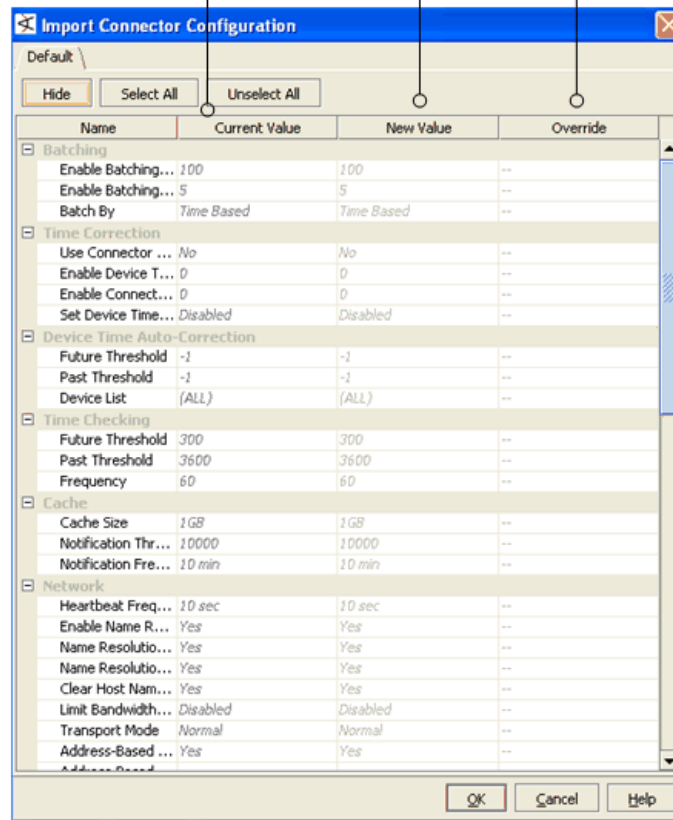 Import Connector Configuration
Default
Hide Select All Unselect All
Name Current Value New Value Override
Batching
Enable Batching... 100 100 --
Enable Batching... 5 5 --
Batch By Time Based Time Based --
Time Correction
Use Connector ... No No --
Enable Device T... 0 0 --
Enable Connect... 0 0 --
Set Device Time... Disabled Disabled --
Device Time Auto-Correction
Future Threshold -1 -1 --
Past Threshold -1 -1 --
Device List (ALL) (ALL) --
Time Checking
Future Threshold 300 300 --
Past Threshold 3600 3600 --
Frequency 60 60 --
Cache
Cache Size 1GB 1GB --
Notification Thr... 10000 10000 --
Notification Fre... 10 min 10 min --
Network
Heartbeat Freq... 10 sec 10 sec --
Enable Name R... Yes Yes --
Name Resolutio... Yes Yes --
Name Resolutio... Yes Yes --
Clear Host Nam... Yes Yes --
Limit Bandwidth... Disabled Disabled --
Transport Mode Normal Normal --
Address-Based ... Yes Yes --
OK Cancel Help